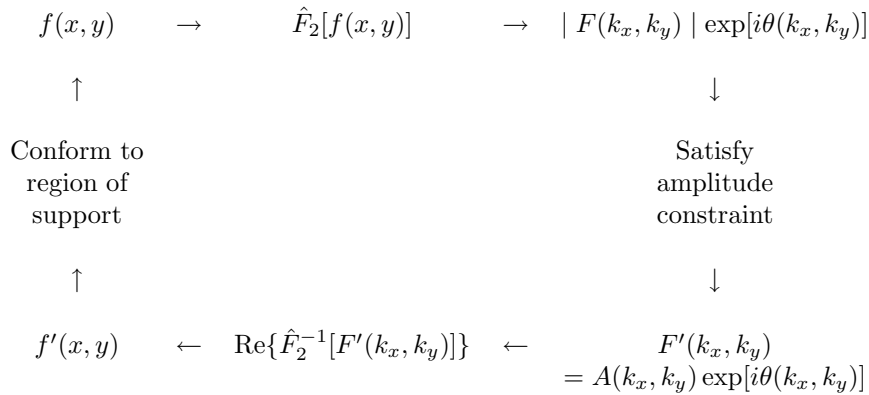 f(x, y) → F̂₂[f(x, y)] → | F(kₓ, k_y) | exp[iθ(kₓ, k_y)]
↑ ↓
Conform to Satisfy
region of amplitude
support constraint
↑ ↓
f′(x, y) ← Re{F̂₂⁻¹[F′(kₓ, k_y)]} ← F′(kₓ, k_y)
= A(kₓ, k_y) exp[iθ(kₓ, k_y)]